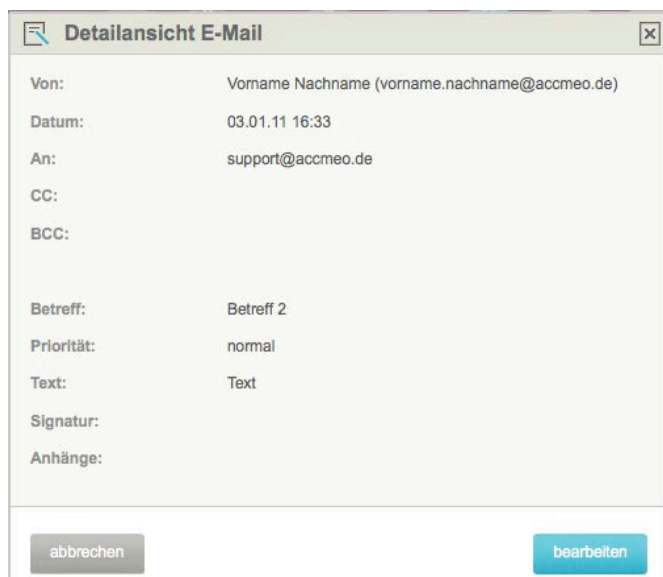 Detailansicht E-Mail
Von: Vorname Nachname (vorname.nachname@accmeo.de)
Datum: 03.01.11 16:33
An: support@accmeo.de
CC:
BCC:
Betreff: Betreff 2
Priorität: normal
Text: Text
Signatur:
Anhänge:
abbrechen bearbeiten